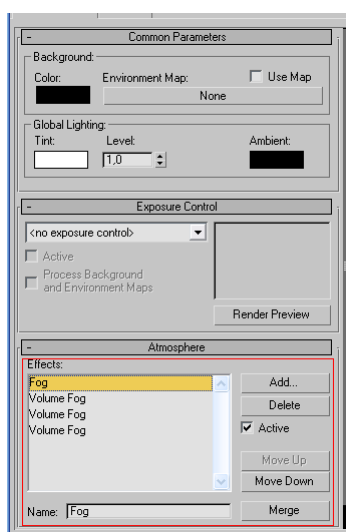 - Common Parameters
Background:
Color: Environment Map: Use Map
None
Global Lighting:
Tint: Level: Ambient:
1,0
- Exposure Control
<no exposure control>
Active
Process Background
and Environment Maps
Render Preview
- Atmosphere
Effects:
Fog
Volume Fog
Volume Fog
Volume Fog
Add...
Delete
Active
Move Up
Move Down
Name: Fog
Merge